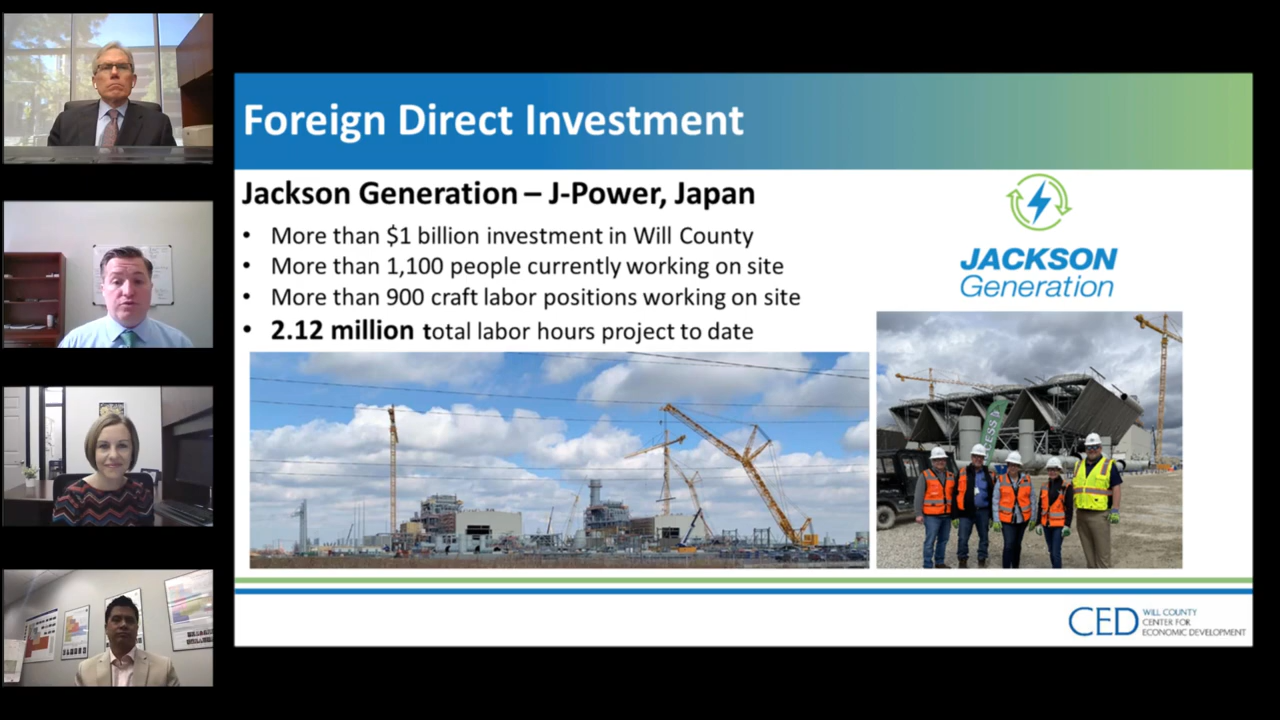 Foreign Direct Investment
Jackson Generation – J-Power, Japan
• More than $1 billion investment in Will County
• More than 1,100 people currently working on site
• More than 900 craft labor positions working on site
• 2.12 million total labor hours project to date
JACKSON
Generation
CESS
CED
WILL COUNTY
CENTER FOR
ECONOMIC DEVELOPMENT